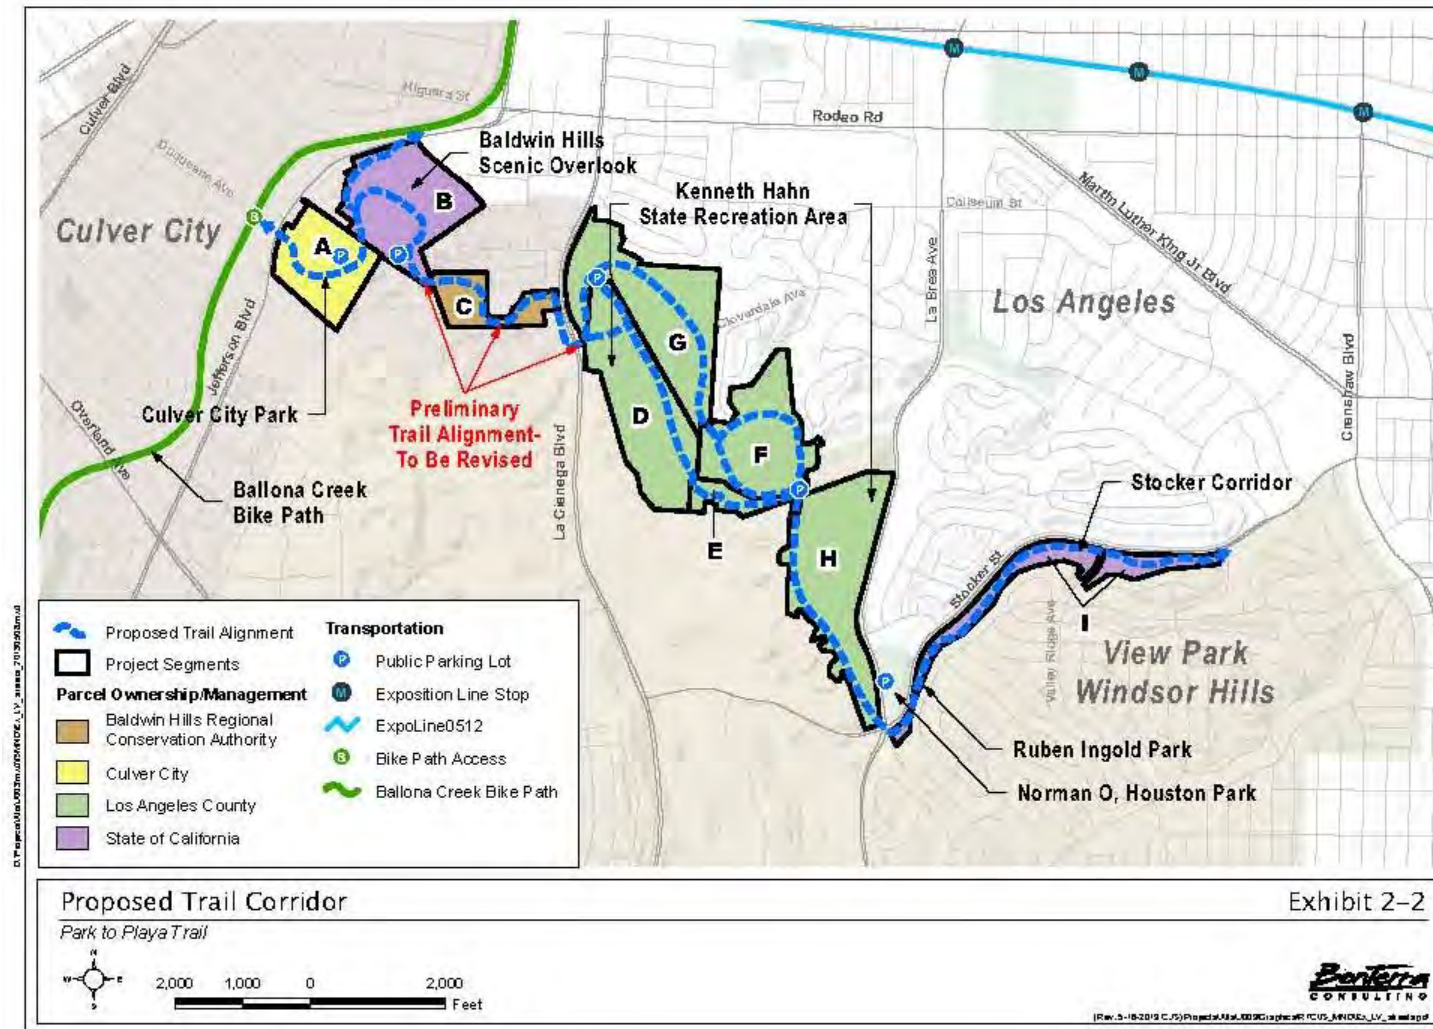 Culver Blvd
Higuera St
Duquesne Ave
Culver City
Jefferson Blvd
Overland Ave
Baldwin Hills
Scenic Overlook
Kenneth Hahn
State Recreation Area
Rodeo Rd
Coliseum St
Martin Luther King Jr Blvd
La Brea Ave
Los Angeles
Crenshaw Blvd
Cloverdale Ave
M
M
M
B
A
P
B
P
C
P
G
D
F
P
E
H
P
I
Culver City Park
Preliminary
Trail Alignment-
To Be Revised
Ballona Creek
Bike Path
La Cienega Blvd
Stocker Corridor
Stocker St
Valley Ridge Ave
View Park
Windsor Hills
Ruben Ingold Park
Norman O, Houston Park
Proposed Trail Alignment
Project Segments
Parcel Ownership/Management
Baldwin Hills Regional
Conservation Authority
Culver City
Los Angeles County
State of California
Transportation
P Public Parking Lot
M Exposition Line Stop
ExpoLine0512
B Bike Path Access
Ballona Creek Bike Path
Proposed Trail Corridor
Exhibit 2-2
Park to Playa Trail
N
W E
S
2,000 1,000 0 2,000
Feet
BonTerra
CONSULTING